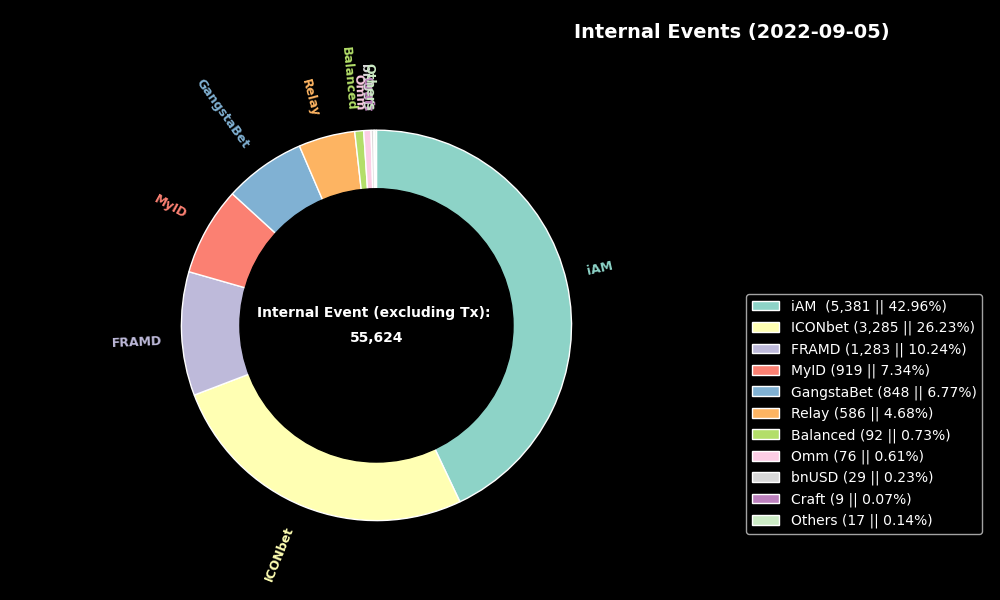 Internal Events (2022-09-05)
Others
Craft
bnUSD
Omm
Balanced
Relay
GangstaBet
MyID
FRAMD
ICONbet
iAM
Internal Event (excluding Tx):
55,624
iAM  (5,381 || 42.96%)
ICONbet (3,285 || 26.23%)
FRAMD (1,283 || 10.24%)
MyID (919 || 7.34%)
GangstaBet (848 || 6.77%)
Relay (586 || 4.68%)
Balanced (92 || 0.73%)
Omm (76 || 0.61%)
bnUSD (29 || 0.23%)
Craft (9 || 0.07%)
Others (17 || 0.14%)